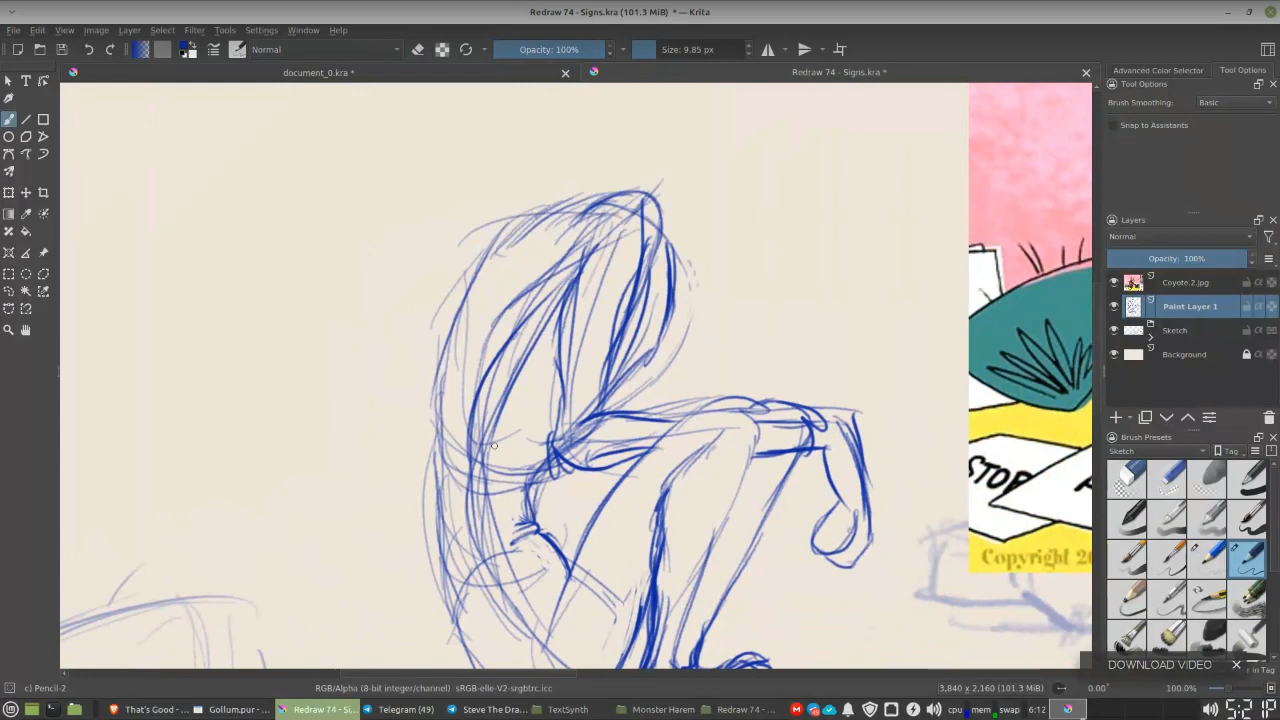 Redraw 74 - Signs.kra (101.3 MiB) * — Krita
File Edit View Image Layer Select Filter Tools Settings Window Help
Normal Opacity: 100% Size: 9.85 px
document_0.kra * Redraw 74 - Signs.kra *
Advanced Color Selector Tool Options
Tool Options
Brush Smoothing: Basic
Snap to Assistants
Layers
Normal
Opacity: 100%
Coyote.2.jpg
Paint Layer 1
Sketch
Background
Brush Presets
Sketch Tag
STOP
Copyright 20
DOWNLOAD VIDEO
in Tag
c) Pencil-2 RGB/Alpha (8-bit integer/channel) sRGB-elle-V2-srgbtrc.icc 3,840 x 2,160 (101.3 MiB) 0.00° 100.0%
That's Good - ... Gollum.pur - ... Redraw 74 - Si... Telegram (49) Steve The Dra... TextSynth Monster Harem Redraw 74 - ... cpu mem swap 6:12